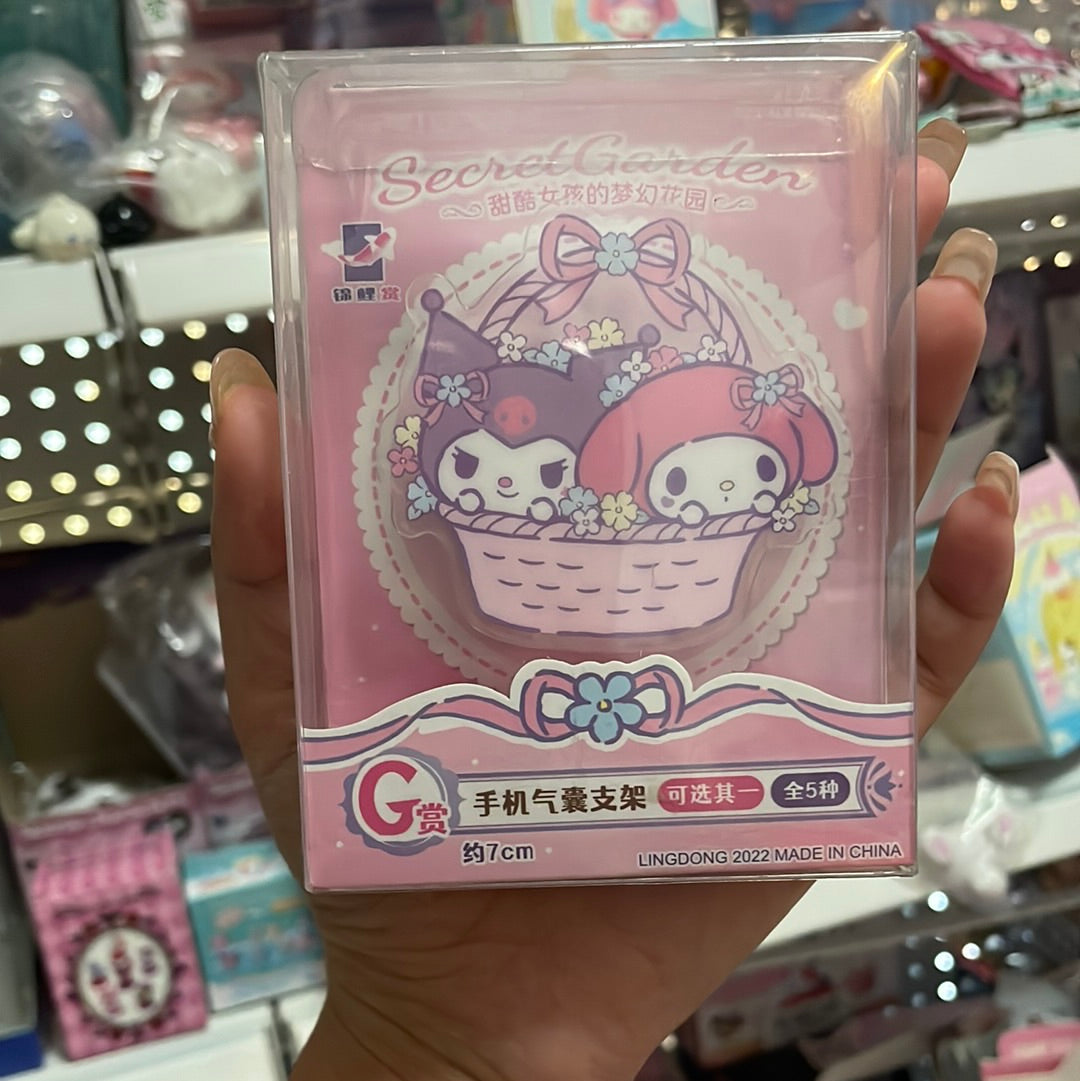 Secret Garden
甜酷女孩的梦幻花园
锦鲤赏
G赏
手机气囊支架 可选其一 全5种
约7cm
LINGDONG 2022 MADE IN CHINA